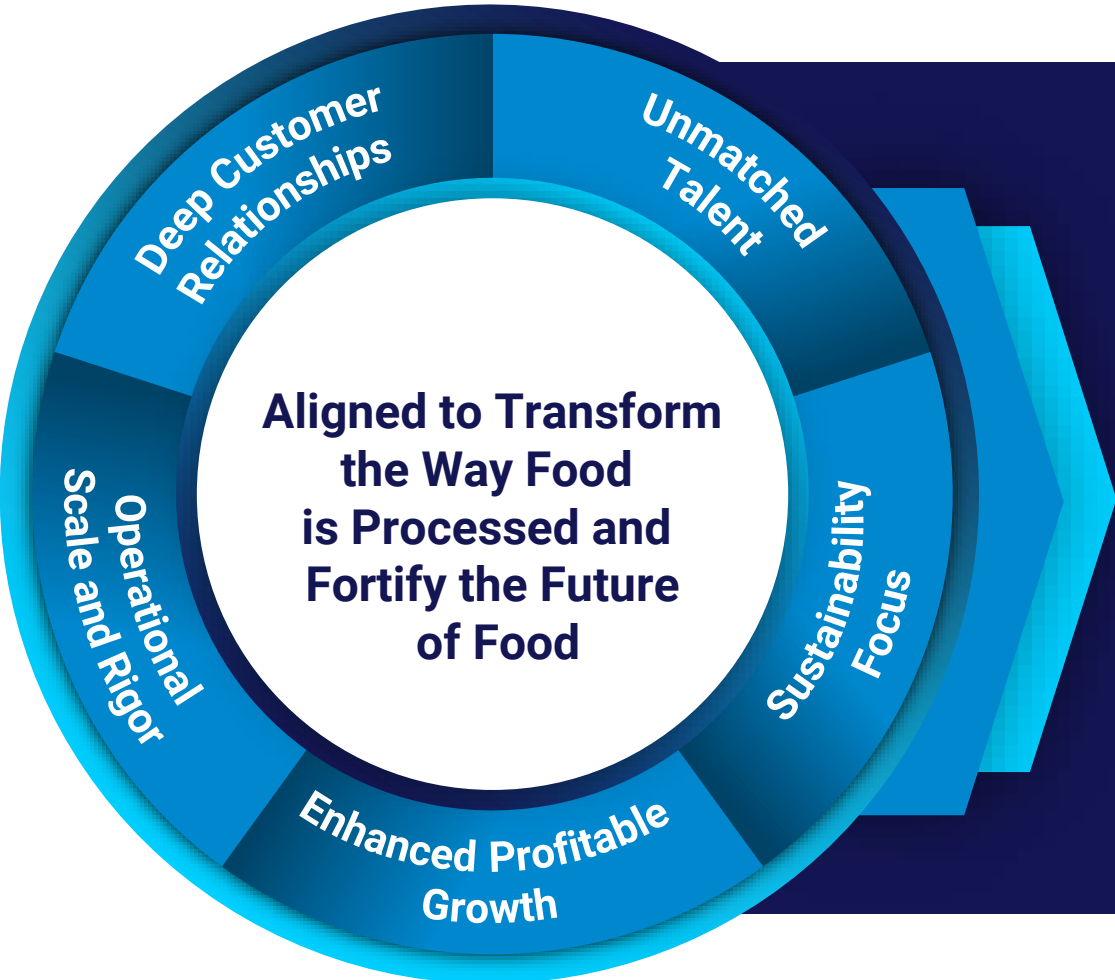 Deep Customer
Relationships
Unmatched
Talent
Aligned to Transform
the Way Food
is Processed and
Fortify the Future
of Food
Operational
Scale and Rigor
Sustainability
Focus
Enhanced Profitable
Growth